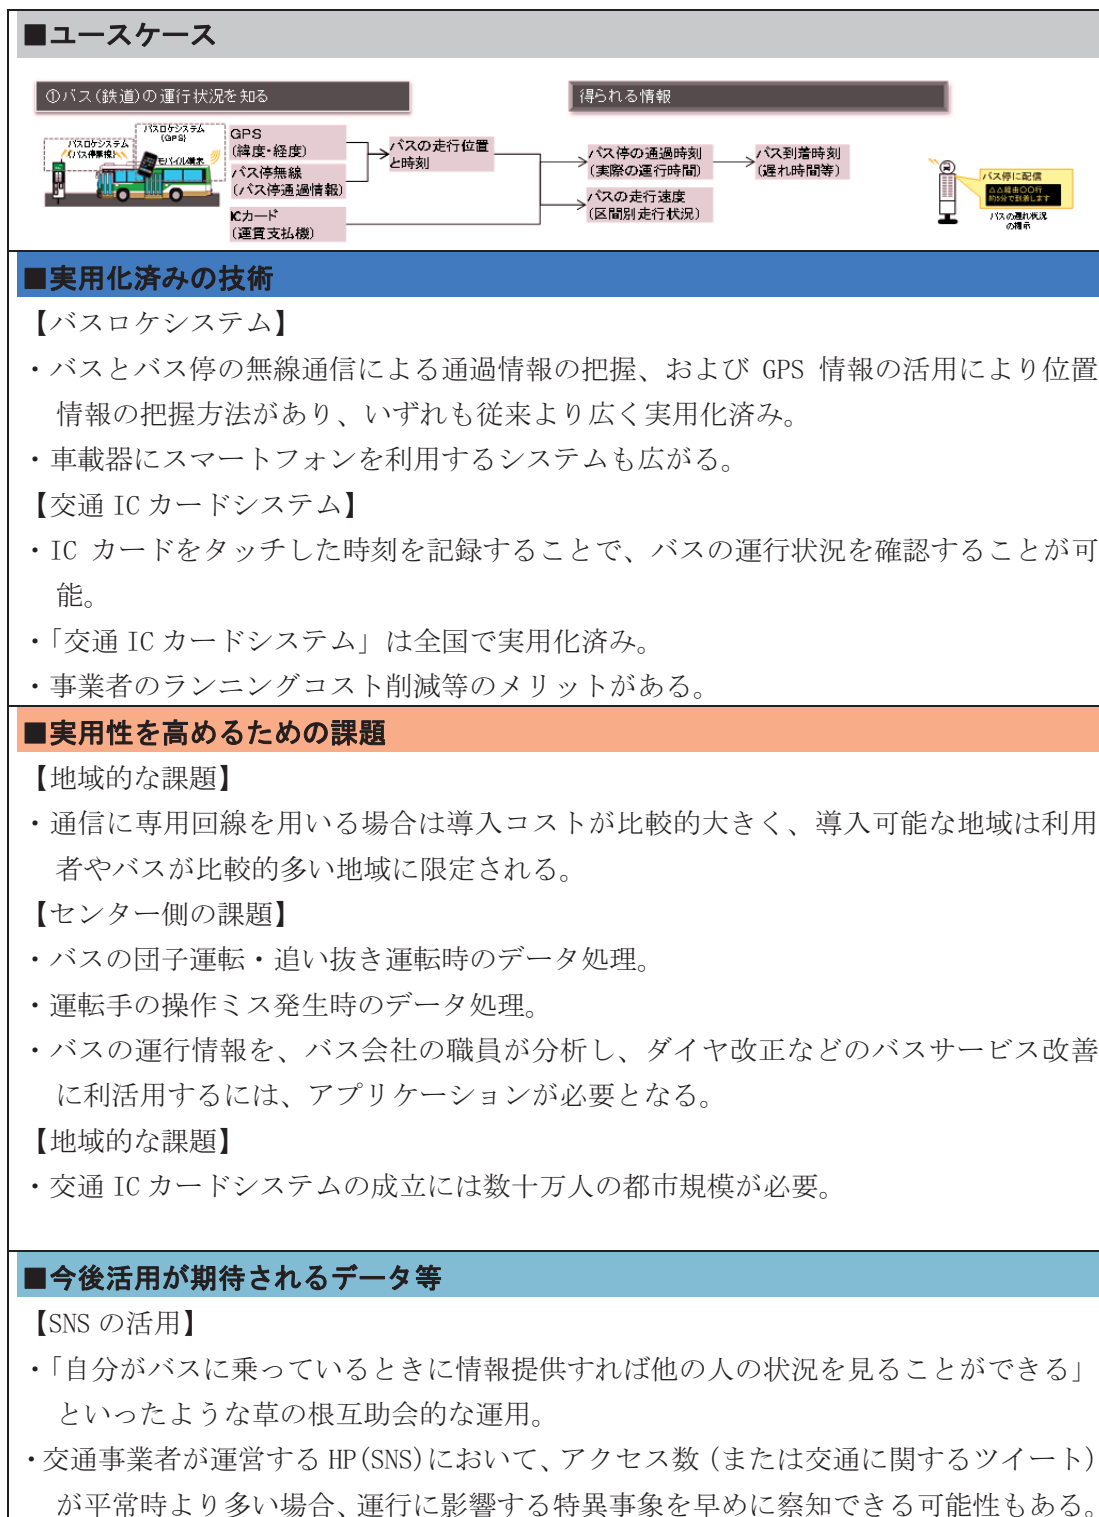 ■ユースケース
①バス(鉄道)の運行状況を知る
得られる情報
バスロケシステム
(バス停無線)
バスロケシステム
(GPS)
モバイル端末
GPS
(緯度・経度)
バス停無線
(バス停通過情報)
ICカード
(運賃支払機)
バスの走行位置
と時刻
バス停の通過時刻
(実際の運行時間)
バスの走行速度
(区間別走行状況)
バス到着時刻
(遅れ時間等)
バス停に配信
△△経由〇〇行
約5分で到着します
バスの遅れ状況
の提示
■実用化済みの技術
【バスロケシステム】
・バスとバス停の無線通信による通過情報の把握、および GPS 情報の活用により位置
情報の把握方法があり、いずれも従来より広く実用化済み。
・車載器にスマートフォンを利用するシステムも広がる。
【交通 IC カードシステム】
・IC カードをタッチした時刻を記録することで、バスの運行状況を確認することが可
能。
・「交通 IC カードシステム」は全国で実用化済み。
・事業者のランニングコスト削減等のメリットがある。
■実用性を高めるための課題
【地域的な課題】
・通信に専用回線を用いる場合は導入コストが比較的大きく、導入可能な地域は利用
者やバスが比較的多い地域に限定される。
【センター側の課題】
・バスの団子運転・追い抜き運転時のデータ処理。
・運転手の操作ミス発生時のデータ処理。
・バスの運行情報を、バス会社の職員が分析し、ダイヤ改正などのバスサービス改善
に利活用するには、アプリケーションが必要となる。
【地域的な課題】
・交通 IC カードシステムの成立には数十万人の都市規模が必要。
■今後活用が期待されるデータ等
【SNS の活用】
・「自分がバスに乗っているときに情報提供すれば他の人の状況を見ることができる」
といったような草の根互助会的な運用。
・交通事業者が運営する HP(SNS)において、アクセス数(または交通に関するツイート)
が平常時より多い場合、運行に影響する特異事象を早めに察知できる可能性もある。